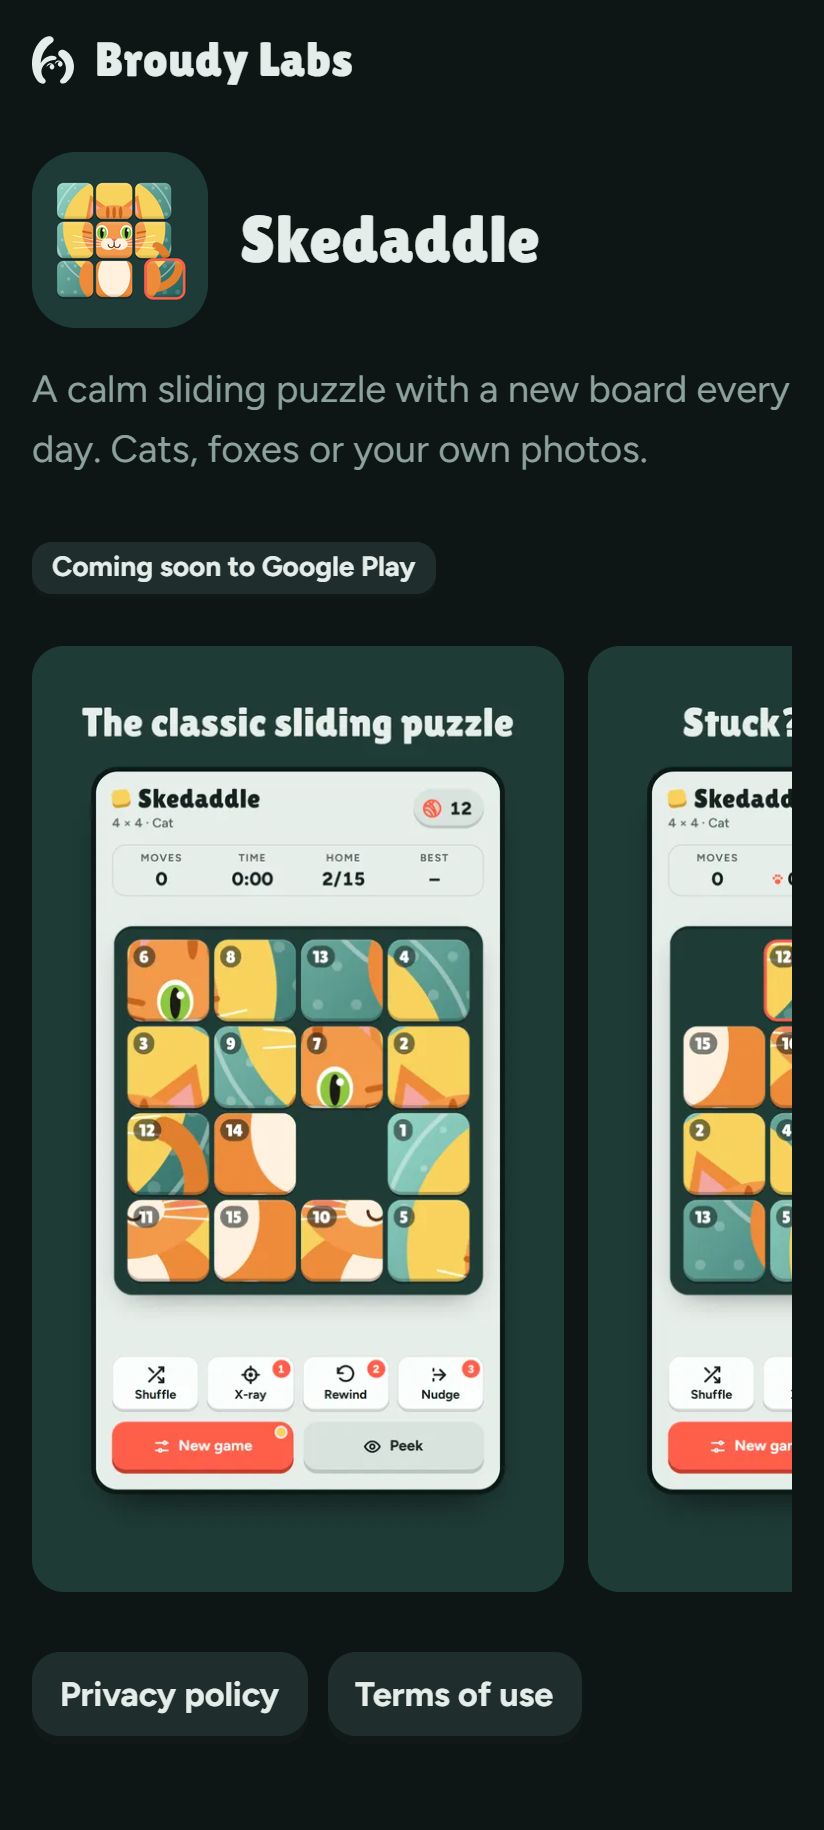 Broudy Labs
Skedaddle
A calm sliding puzzle with a new board every
day. Cats, foxes or your own photos.
Coming soon to Google Play
The classic sliding puzzle
Skedaddle
12
4 × 4 · Cat
MOVES TIME HOME BEST
0 0:00 2/15 –
6 8 13 4
3 9 7 2
12 14 1
11 15 10 5
1 2 3
Shuffle X-ray Rewind Nudge
New game Peek
Stuck?
4 × 4 · Cat
MOVES
0
12
15
2 4
13 5
Shuffle
Privacy policy Terms of use